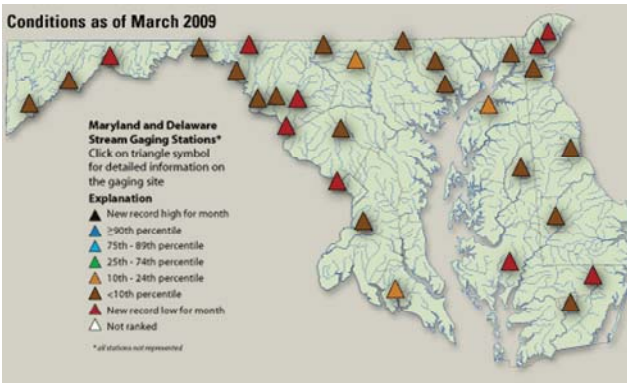 Conditions as of March 2009
Maryland and Delaware
Stream Gaging Stations*
Click on triangle symbol
for detailed information on
the gaging site
Explanation
New record high for month
≥90th percentile
75th - 89th percentile
25th - 74th percentile
10th - 24th percentile
<10th percentile
New record low for month
Not ranked
* all stations not represented